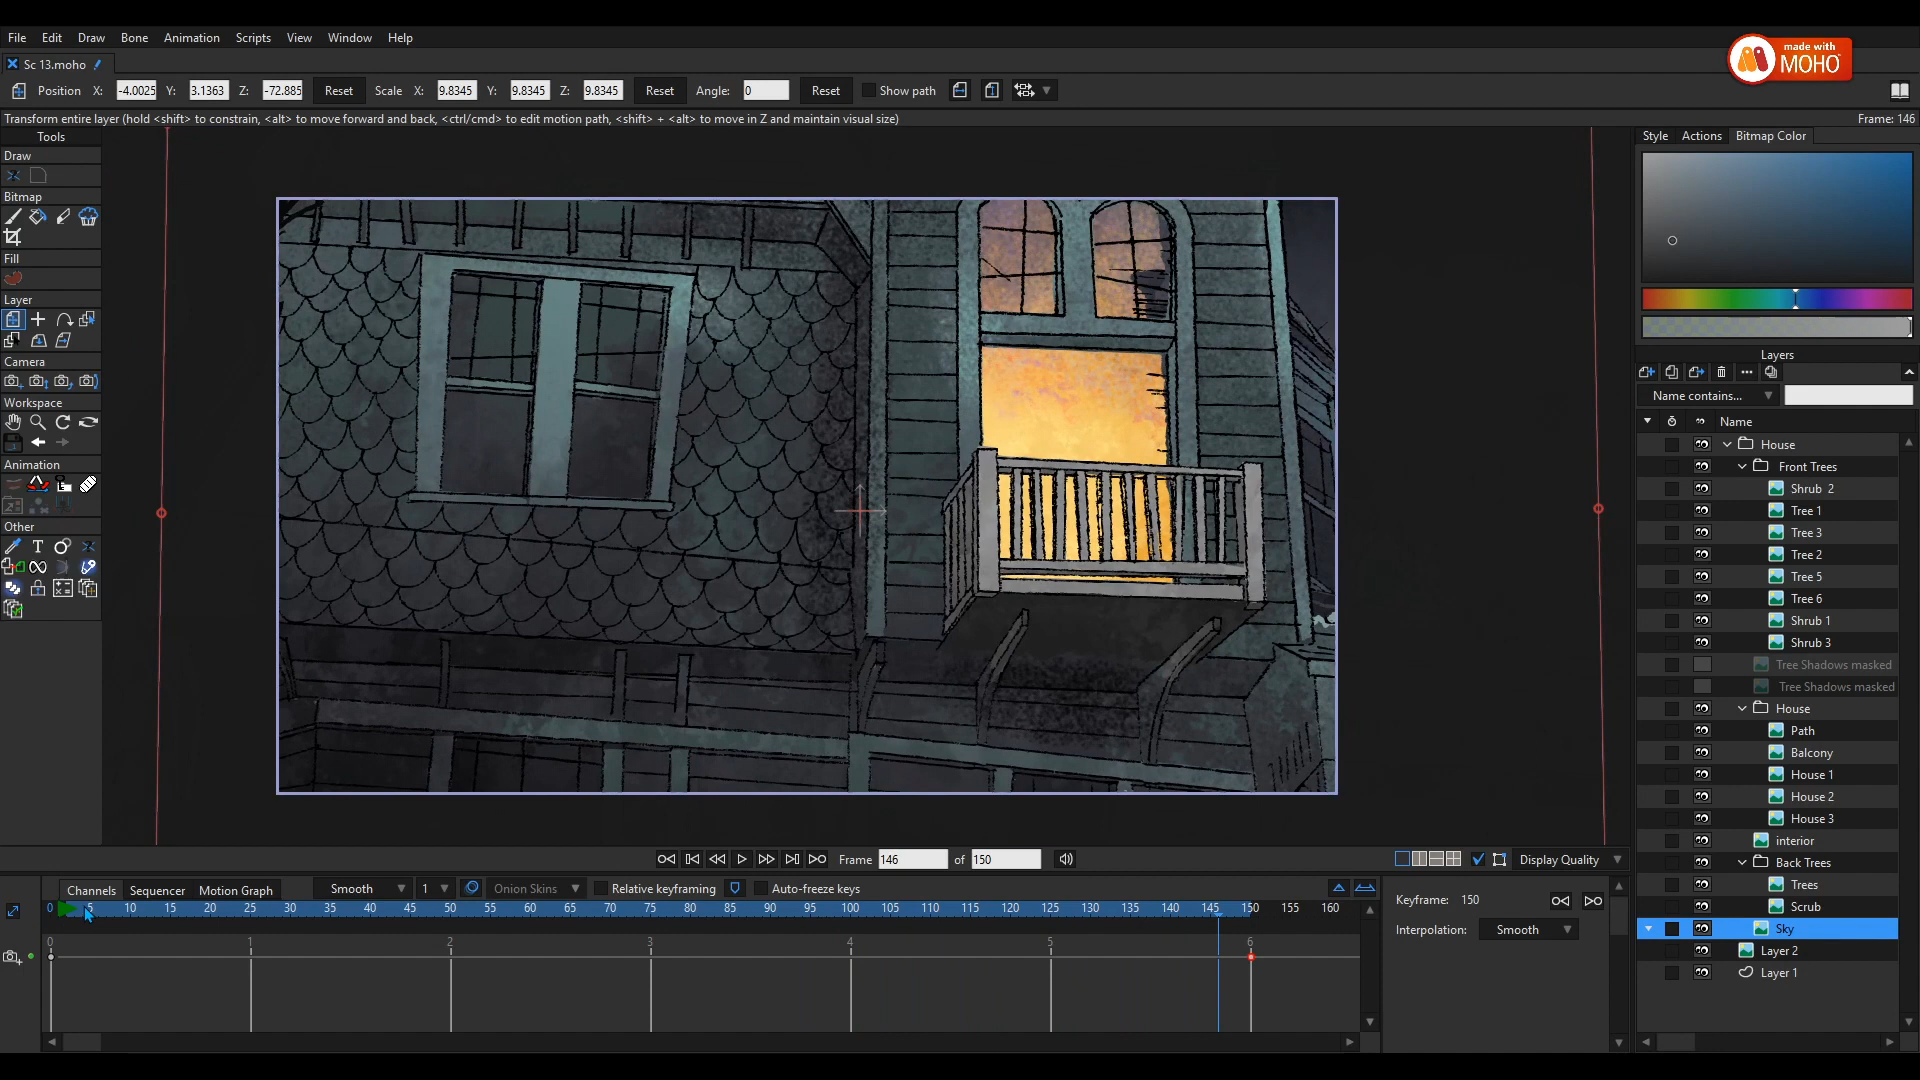 File Edit Draw Bone Animation Scripts View Window Help
made with
MOHO
Sc 13.moho
Position X: -4.0025 Y: 3.1363 Z: -72.885 Reset Scale X: 9.8345 Y: 9.8345 Z: 9.8345 Reset Angle: 0 Reset Show path
Transform entire layer (hold <shift> to constrain, <alt> to move forward and back, <ctrl/cmd> to edit motion path, <shift> + <alt> to move in Z and maintain visual size) Frame: 146
Tools
Draw
Bitmap
Fill
Layer
Camera
Workspace
Animation
Other
T
Style Actions Bitmap Color
Layers
Name contains...
Name
House
Front Trees
Shrub 2
Tree 1
Tree 3
Tree 2
Tree 5
Tree 6
Shrub 1
Shrub 3
Tree Shadows masked
Tree Shadows masked
House
Path
Balcony
House 1
House 2
House 3
interior
Back Trees
Trees
Scrub
Sky
Layer 2
Layer 1
Frame 146 of 150 Display Quality
Channels Sequencer Motion Graph Smooth 1 Onion Skins Relative keyframing Auto-freeze keys
0 5 10 15 20 25 30 35 40 45 50 55 60 65 70 75 80 85 90 95 100 105 110 115 120 125 130 135 140 145 150 155 160
0 1 2 3 4 5 6
Keyframe: 150
Interpolation: Smooth